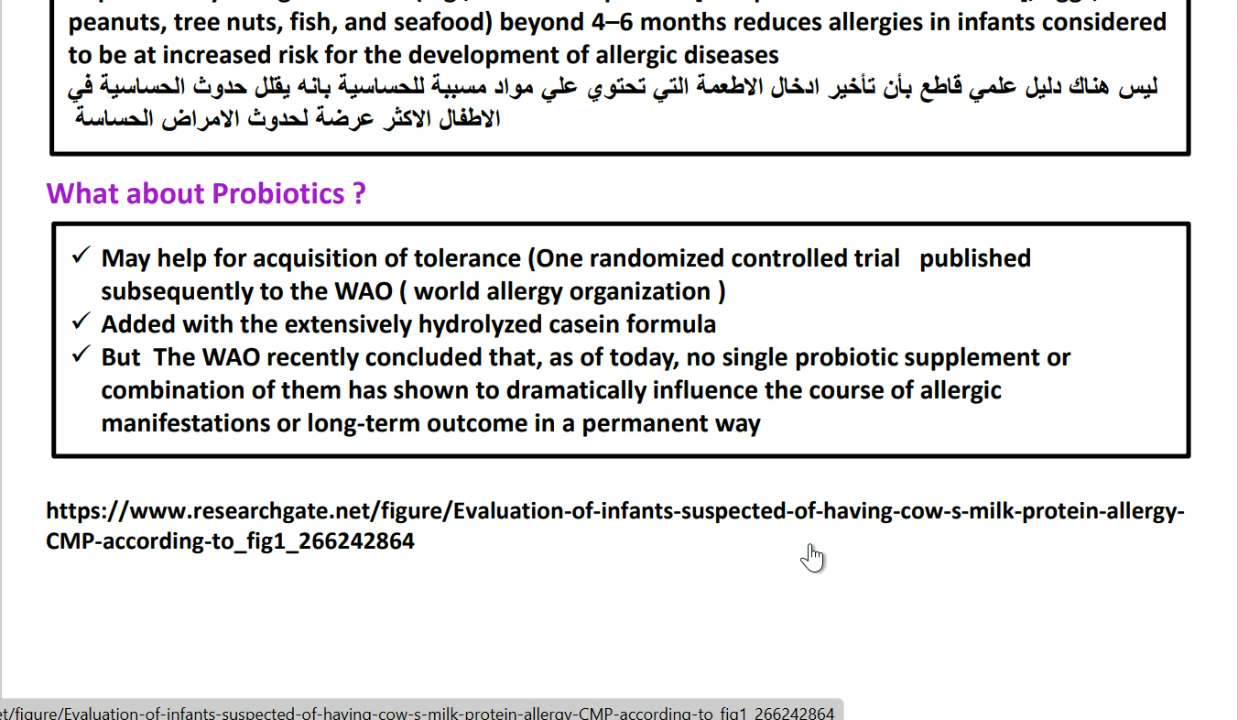 peanuts, tree nuts, fish, and seafood) beyond 4–6 months reduces allergies in infants considered
to be at increased risk for the development of allergic diseases
ليس هناك دليل علمي قاطع بأن تأخير ادخال الاطعمة التي تحتوي علي مواد مسببة للحساسية بانه يقلل حدوث الحساسية في
الاطفال الاكثر عرضة لحدوث الامراض الحساسة
What about Probiotics ?
✓ May help for acquisition of tolerance (One randomized controlled trial published
subsequently to the WAO ( world allergy organization )
✓ Added with the extensively hydrolyzed casein formula
✓ But The WAO recently concluded that, as of today, no single probiotic supplement or
combination of them has shown to dramatically influence the course of allergic
manifestations or long-term outcome in a permanent way
https://www.researchgate.net/figure/Evaluation-of-infants-suspected-of-having-cow-s-milk-protein-allergy-
CMP-according-to_fig1_266242864
et/figure/Evaluation-of-infants-suspected-of-having-cow-s-milk-protein-allergy-CMP-according-to_fig1_266242864